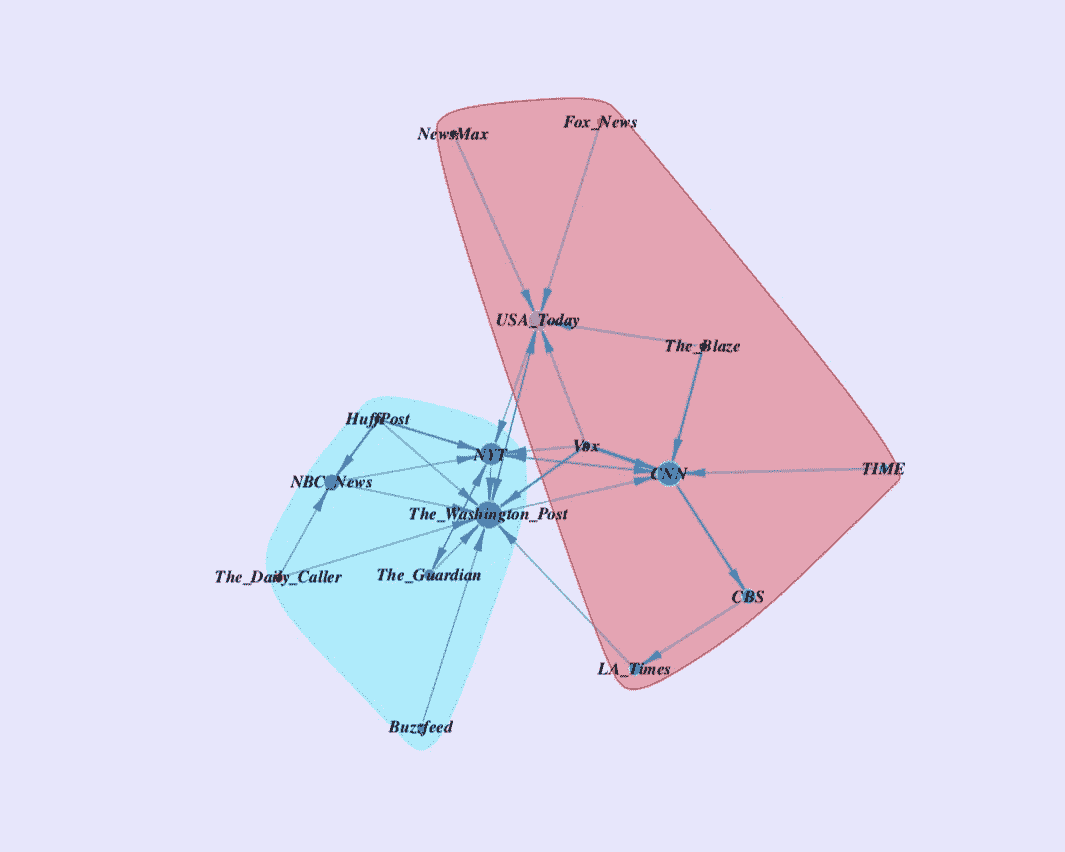 Fox_News
NewsMax
USA_Today
The_Blaze
HuffPost
Vox
NYT
TIME
CNN
NBC_News
The_Washington_Post
The_Daily_Caller
The_Guardian
CBS
LA_Times
Buzzfeed